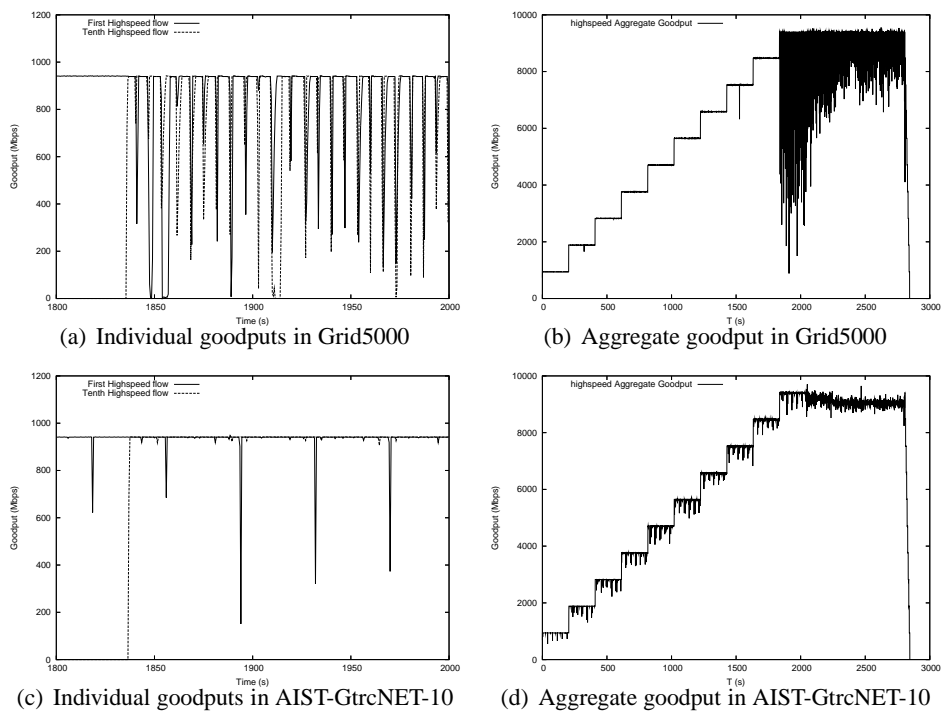 First Highspeed flow
Tenth Highspeed flow
1200
1000
800
600
400
200
0
Goodput (Mbps)
1800
1850
1900
1950
2000
Time (s)
(a) Individual goodputs in Grid5000
highspeed Aggregate Goodput
10000
8000
6000
4000
2000
0
Goodput (Mbps)
0
500
1000
1500
2000
2500
3000
T (s)
(b) Aggregate goodput in Grid5000
First Highspeed flow
Tenth Highspeed flow
1200
1000
800
600
400
200
0
Goodput (Mbps)
1800
1850
1900
1950
2000
Time (s)
(c) Individual goodputs in AIST-GtrcNET-10
highspeed Aggregate Goodput
10000
8000
6000
4000
2000
0
Goodput (Mbps)
0
500
1000
1500
2000
2500
3000
T (s)
(d) Aggregate goodput in AIST-GtrcNET-10